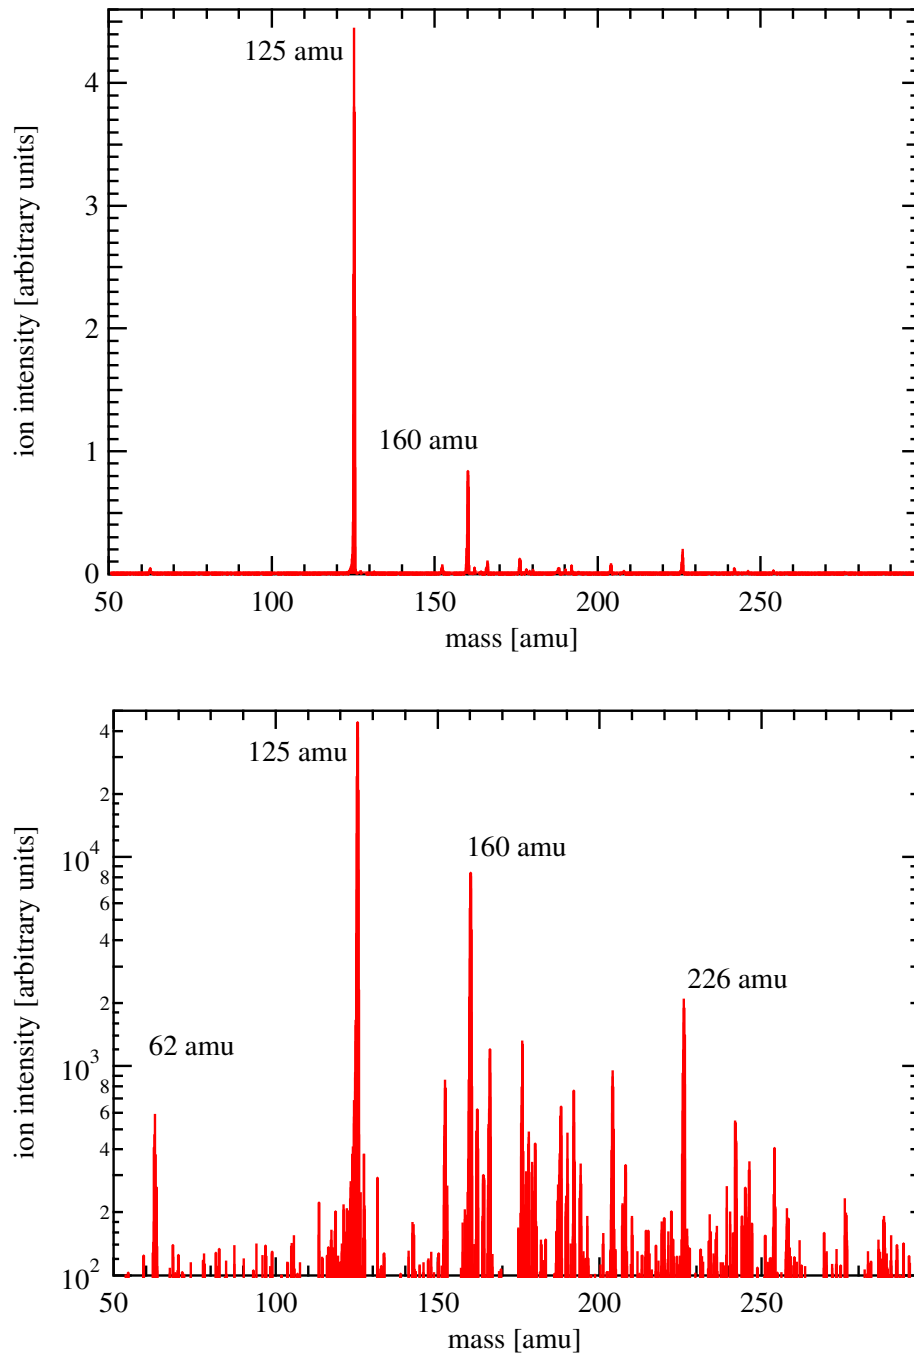 125 amu
4
3
2
160 amu
1
0
50 100 150 200 250
mass [amu]
ion intensity [arbitrary units]
4
125 amu
2
160 amu
10^4
8
6
4
226 amu
2
62 amu
10^3
8
6
4
2
10^2
50 100 150 200 250
mass [amu]
ion intensity [arbitrary units]